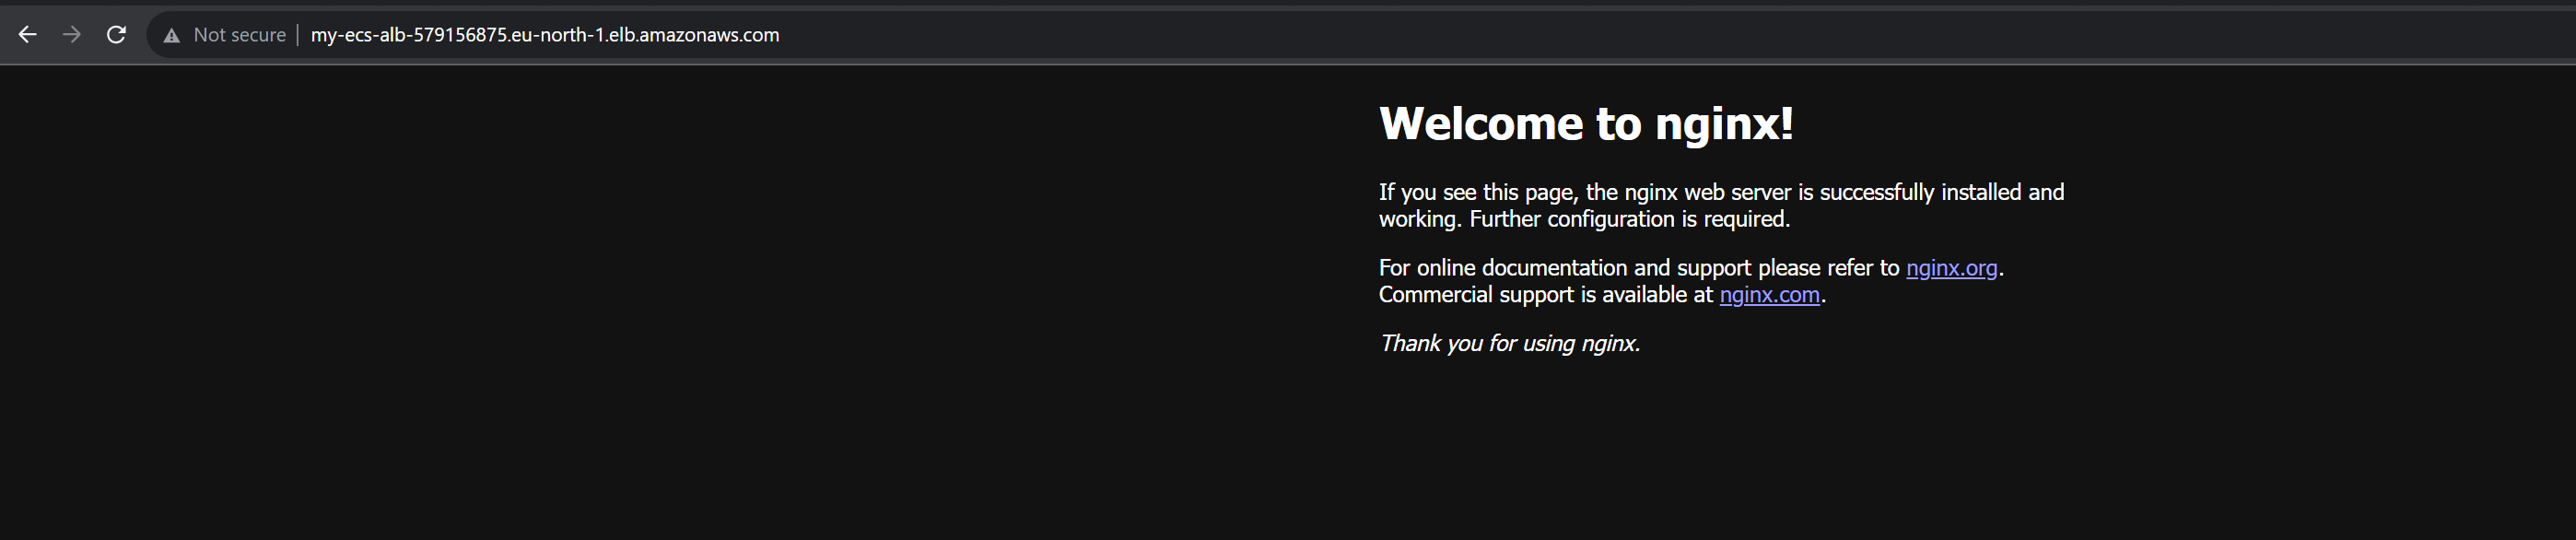 Not secure | my-ecs-alb-579156875.eu-north-1.elb.amazonaws.com
Welcome to nginx!
If you see this page, the nginx web server is successfully installed and
working. Further configuration is required.
For online documentation and support please refer to nginx.org.
Commercial support is available at nginx.com.
Thank you for using nginx.